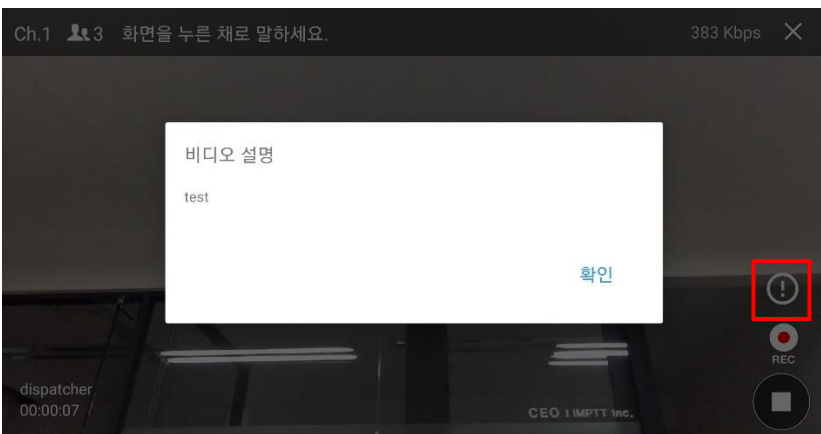 Ch.1 3 화면을 누른 채로 말하세요. 383 Kbps
비디오 설명
test
확인
REC
dispatcher
00:00:07
CEO IMPTT Inc.